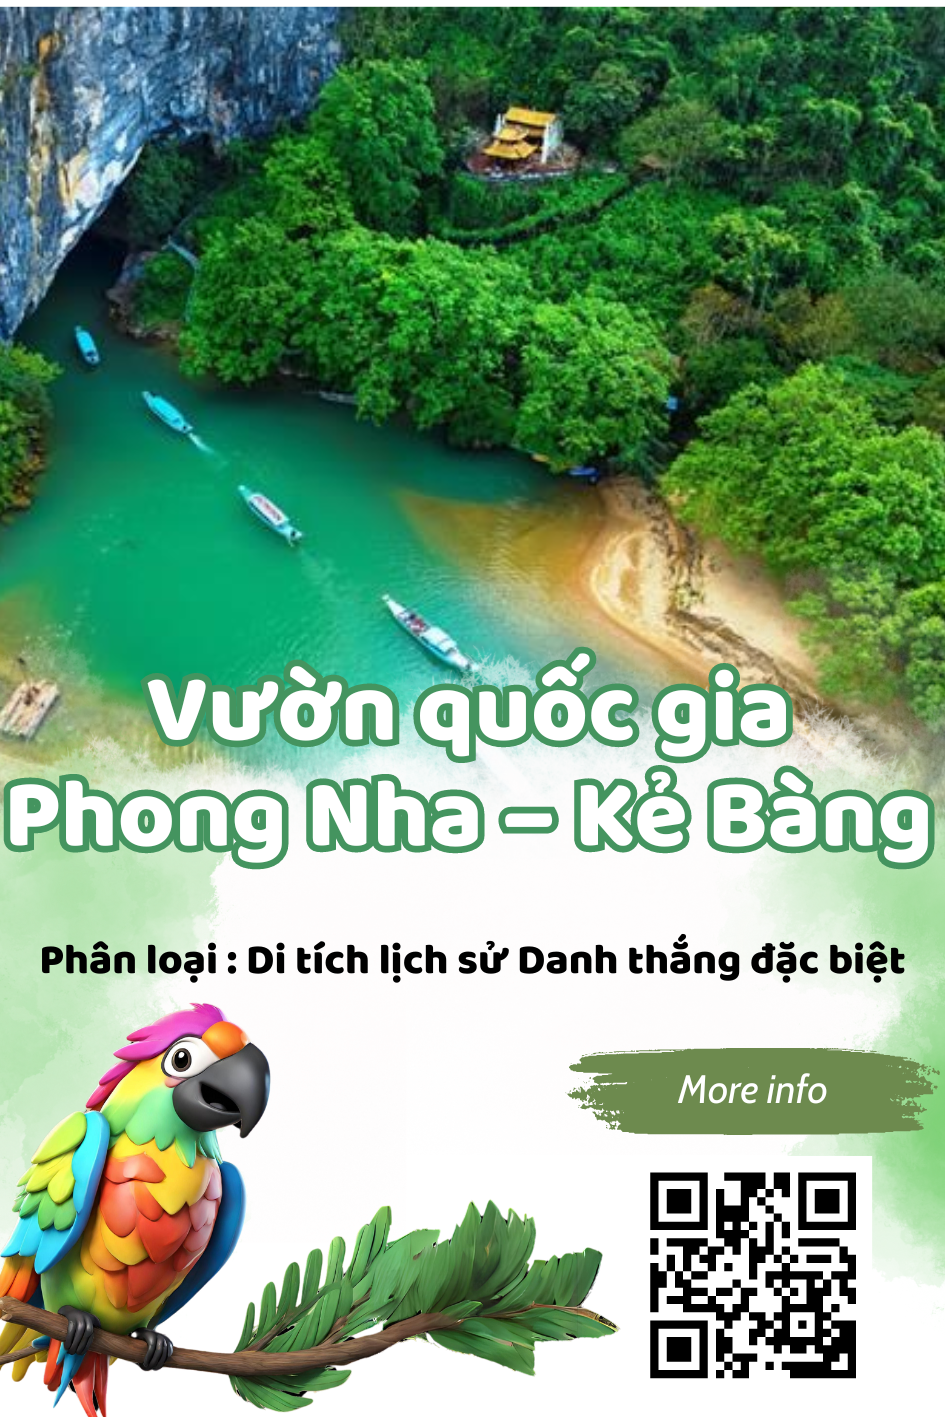 Vườn quốc gia
Phong Nha – Kẻ Bàng
Phân loại : Di tích lịch sử Danh thắng đặc biệt
More info